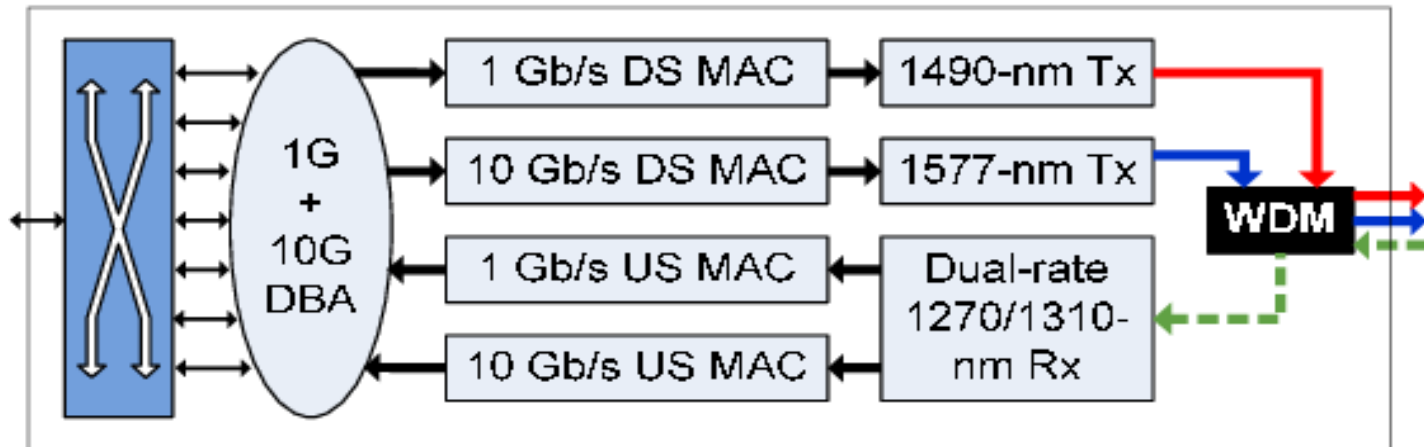 1 Gb/s DS MAC
1490-nm Tx
1G
+
10G
DBA
10 Gb/s DS MAC
1577-nm Tx
WDM
1 Gb/s US MAC
Dual-rate
1270/1310-
nm Rx
10 Gb/s US MAC